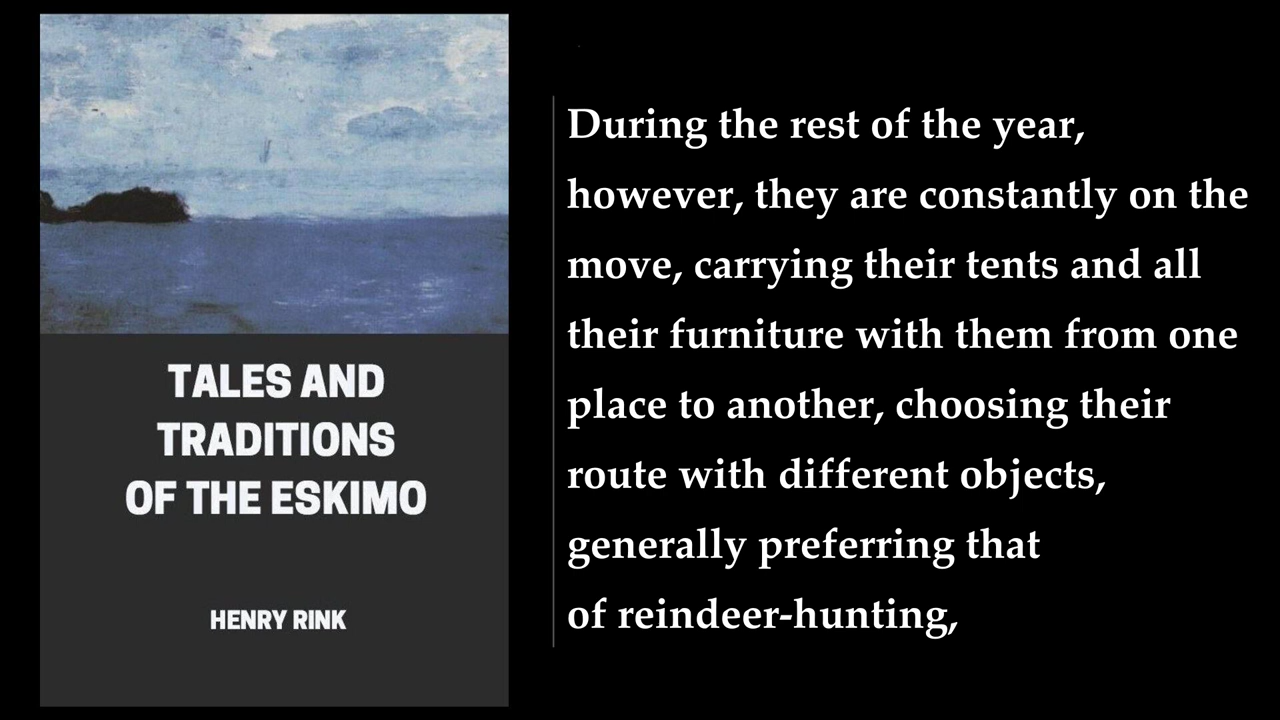 TALES AND
TRADITIONS
OF THE ESKIMO
HENRY RINK
During the rest of the year,
however, they are constantly on the
move, carrying their tents and all
their furniture with them from one
place to another, choosing their
route with different objects,
generally preferring that
of reindeer-hunting,